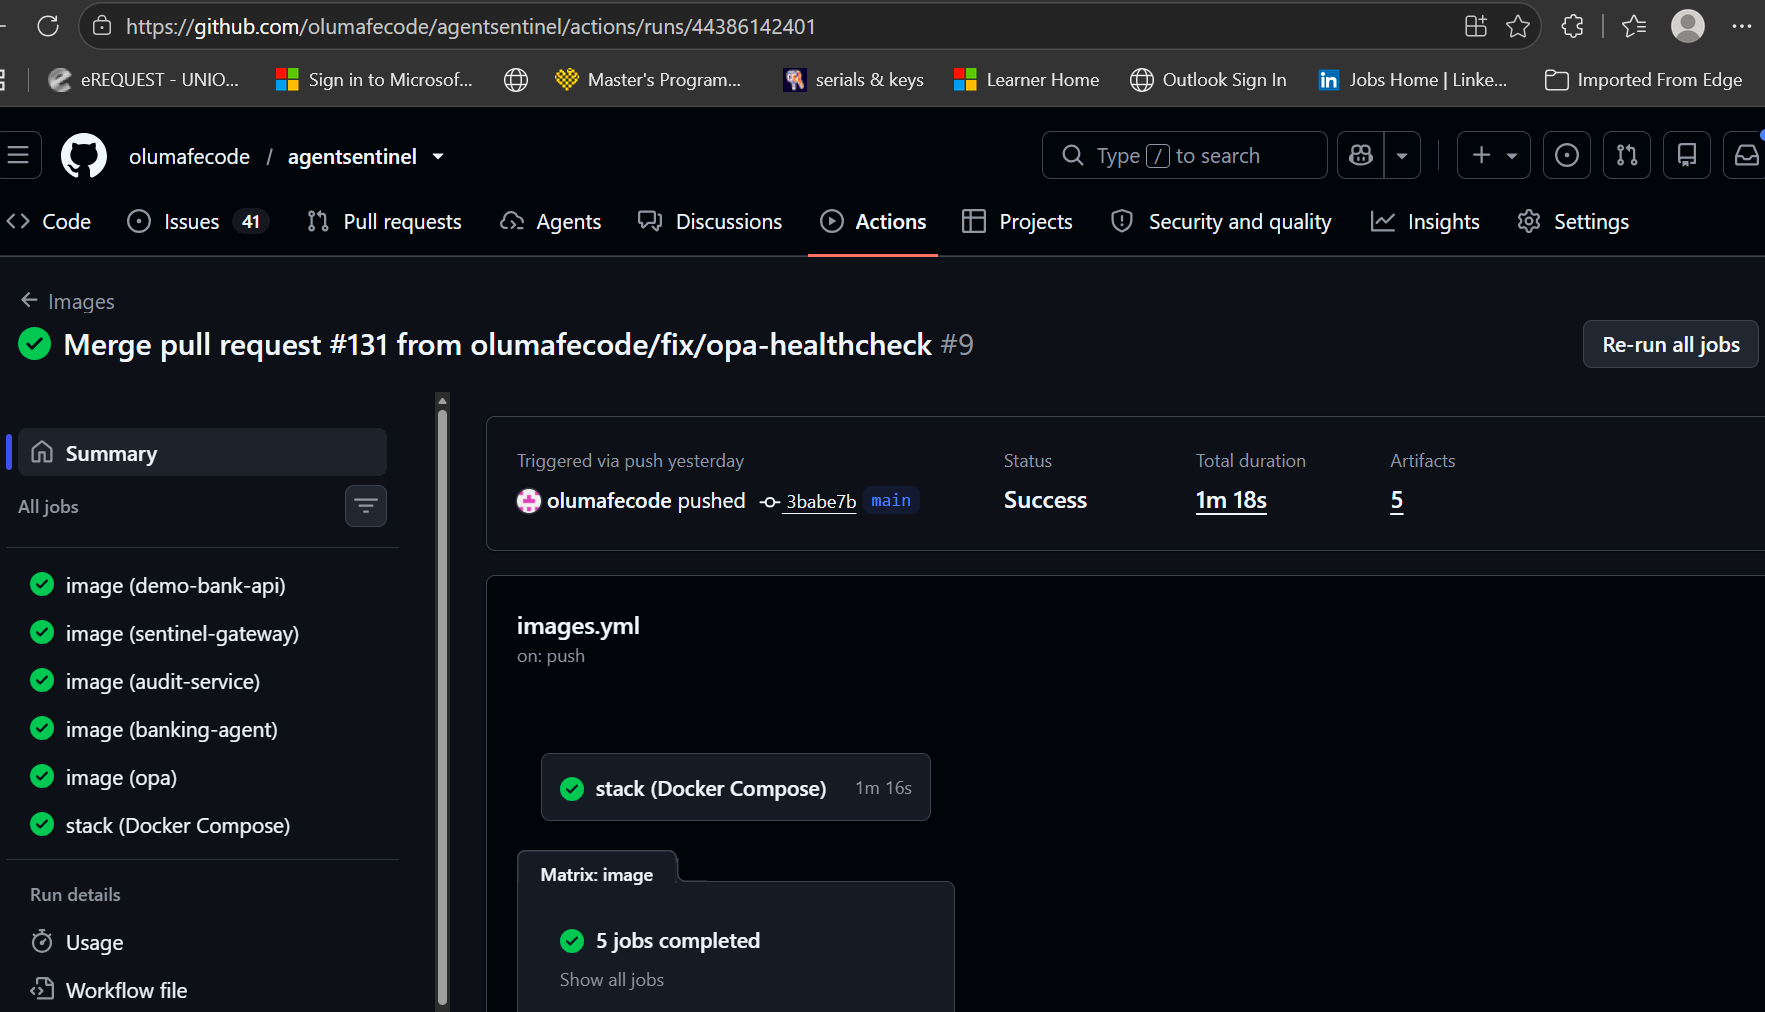 https://github.com/olumafecode/agentsentinel/actions/runs/44386142401
eREQUEST - UNIO...
Sign in to Microsof...
Master's Program...
serials & keys
Learner Home
Outlook Sign In
Jobs Home | Linke...
Imported From Edge
olumafecode / agentsentinel
Type / to search
Code
Issues 41
Pull requests
Agents
Discussions
Actions
Projects
Security and quality
Insights
Settings
Images
Merge pull request #131 from olumafecode/fix/opa-healthcheck #9
Re-run all jobs
Summary
All jobs
image (demo-bank-api)
image (sentinel-gateway)
image (audit-service)
image (banking-agent)
image (opa)
stack (Docker Compose)
Run details
Usage
Workflow file
Triggered via push yesterday
olumafecode pushed 3babe7b main
Status
Success
Total duration
1m 18s
Artifacts
5
images.yml
on: push
stack (Docker Compose) 1m 16s
Matrix: image
5 jobs completed
Show all jobs